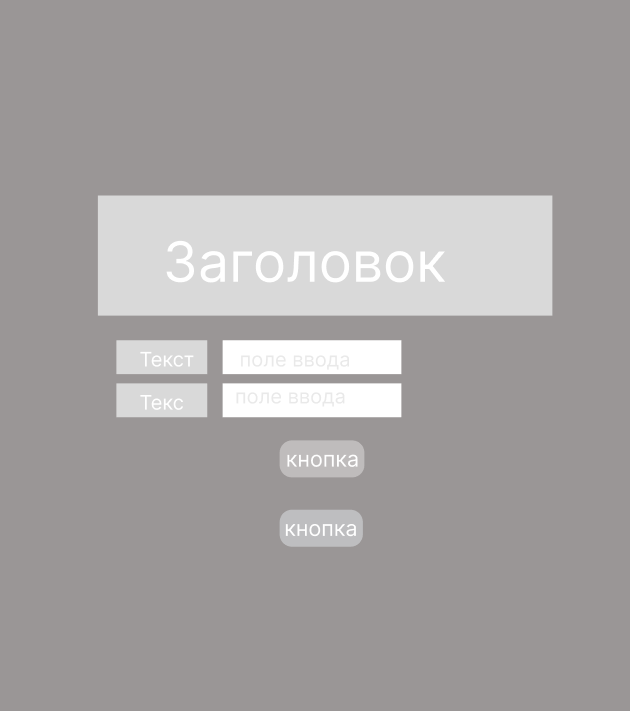 Заголовок
Текст
поле ввода
Текс
поле ввода
кнопка
кнопка